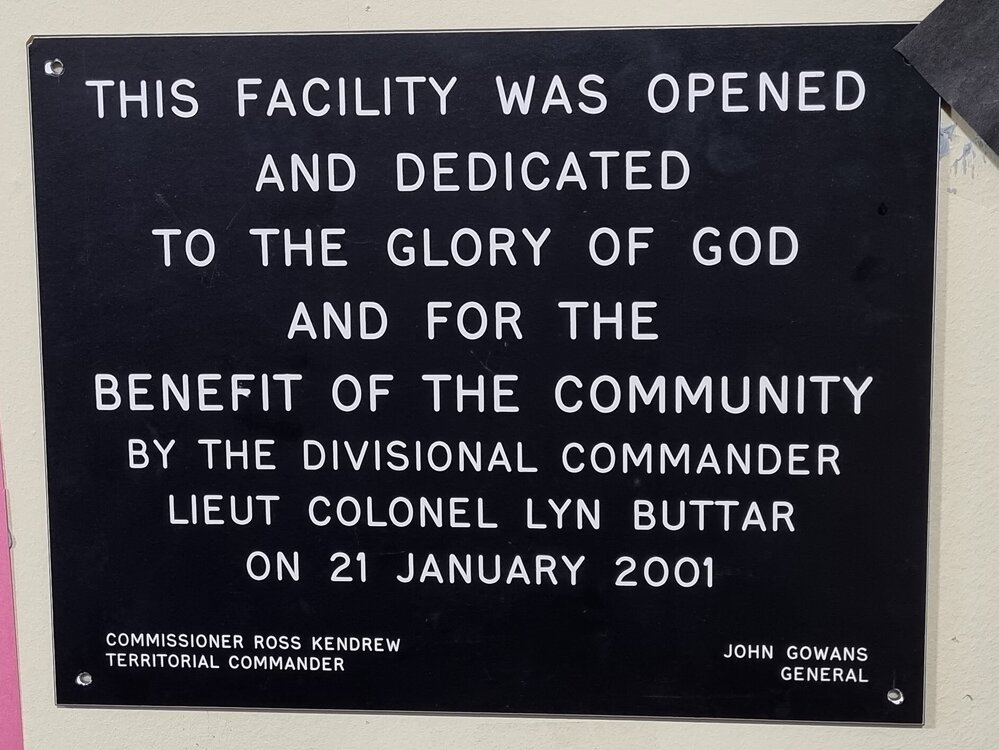 THIS FACILITY WAS OPENED
AND DEDICATED
TO THE GLORY OF GOD
AND FOR THE
BENEFIT OF THE COMMUNITY
BY THE DIVISIONAL COMMANDER
LIEUT COLONEL LYN BUTTAR
ON 21 JANUARY 2001
COMMISSIONER ROSS KENDREW
TERRITORIAL COMMANDER
JOHN GOWANS
GENERAL